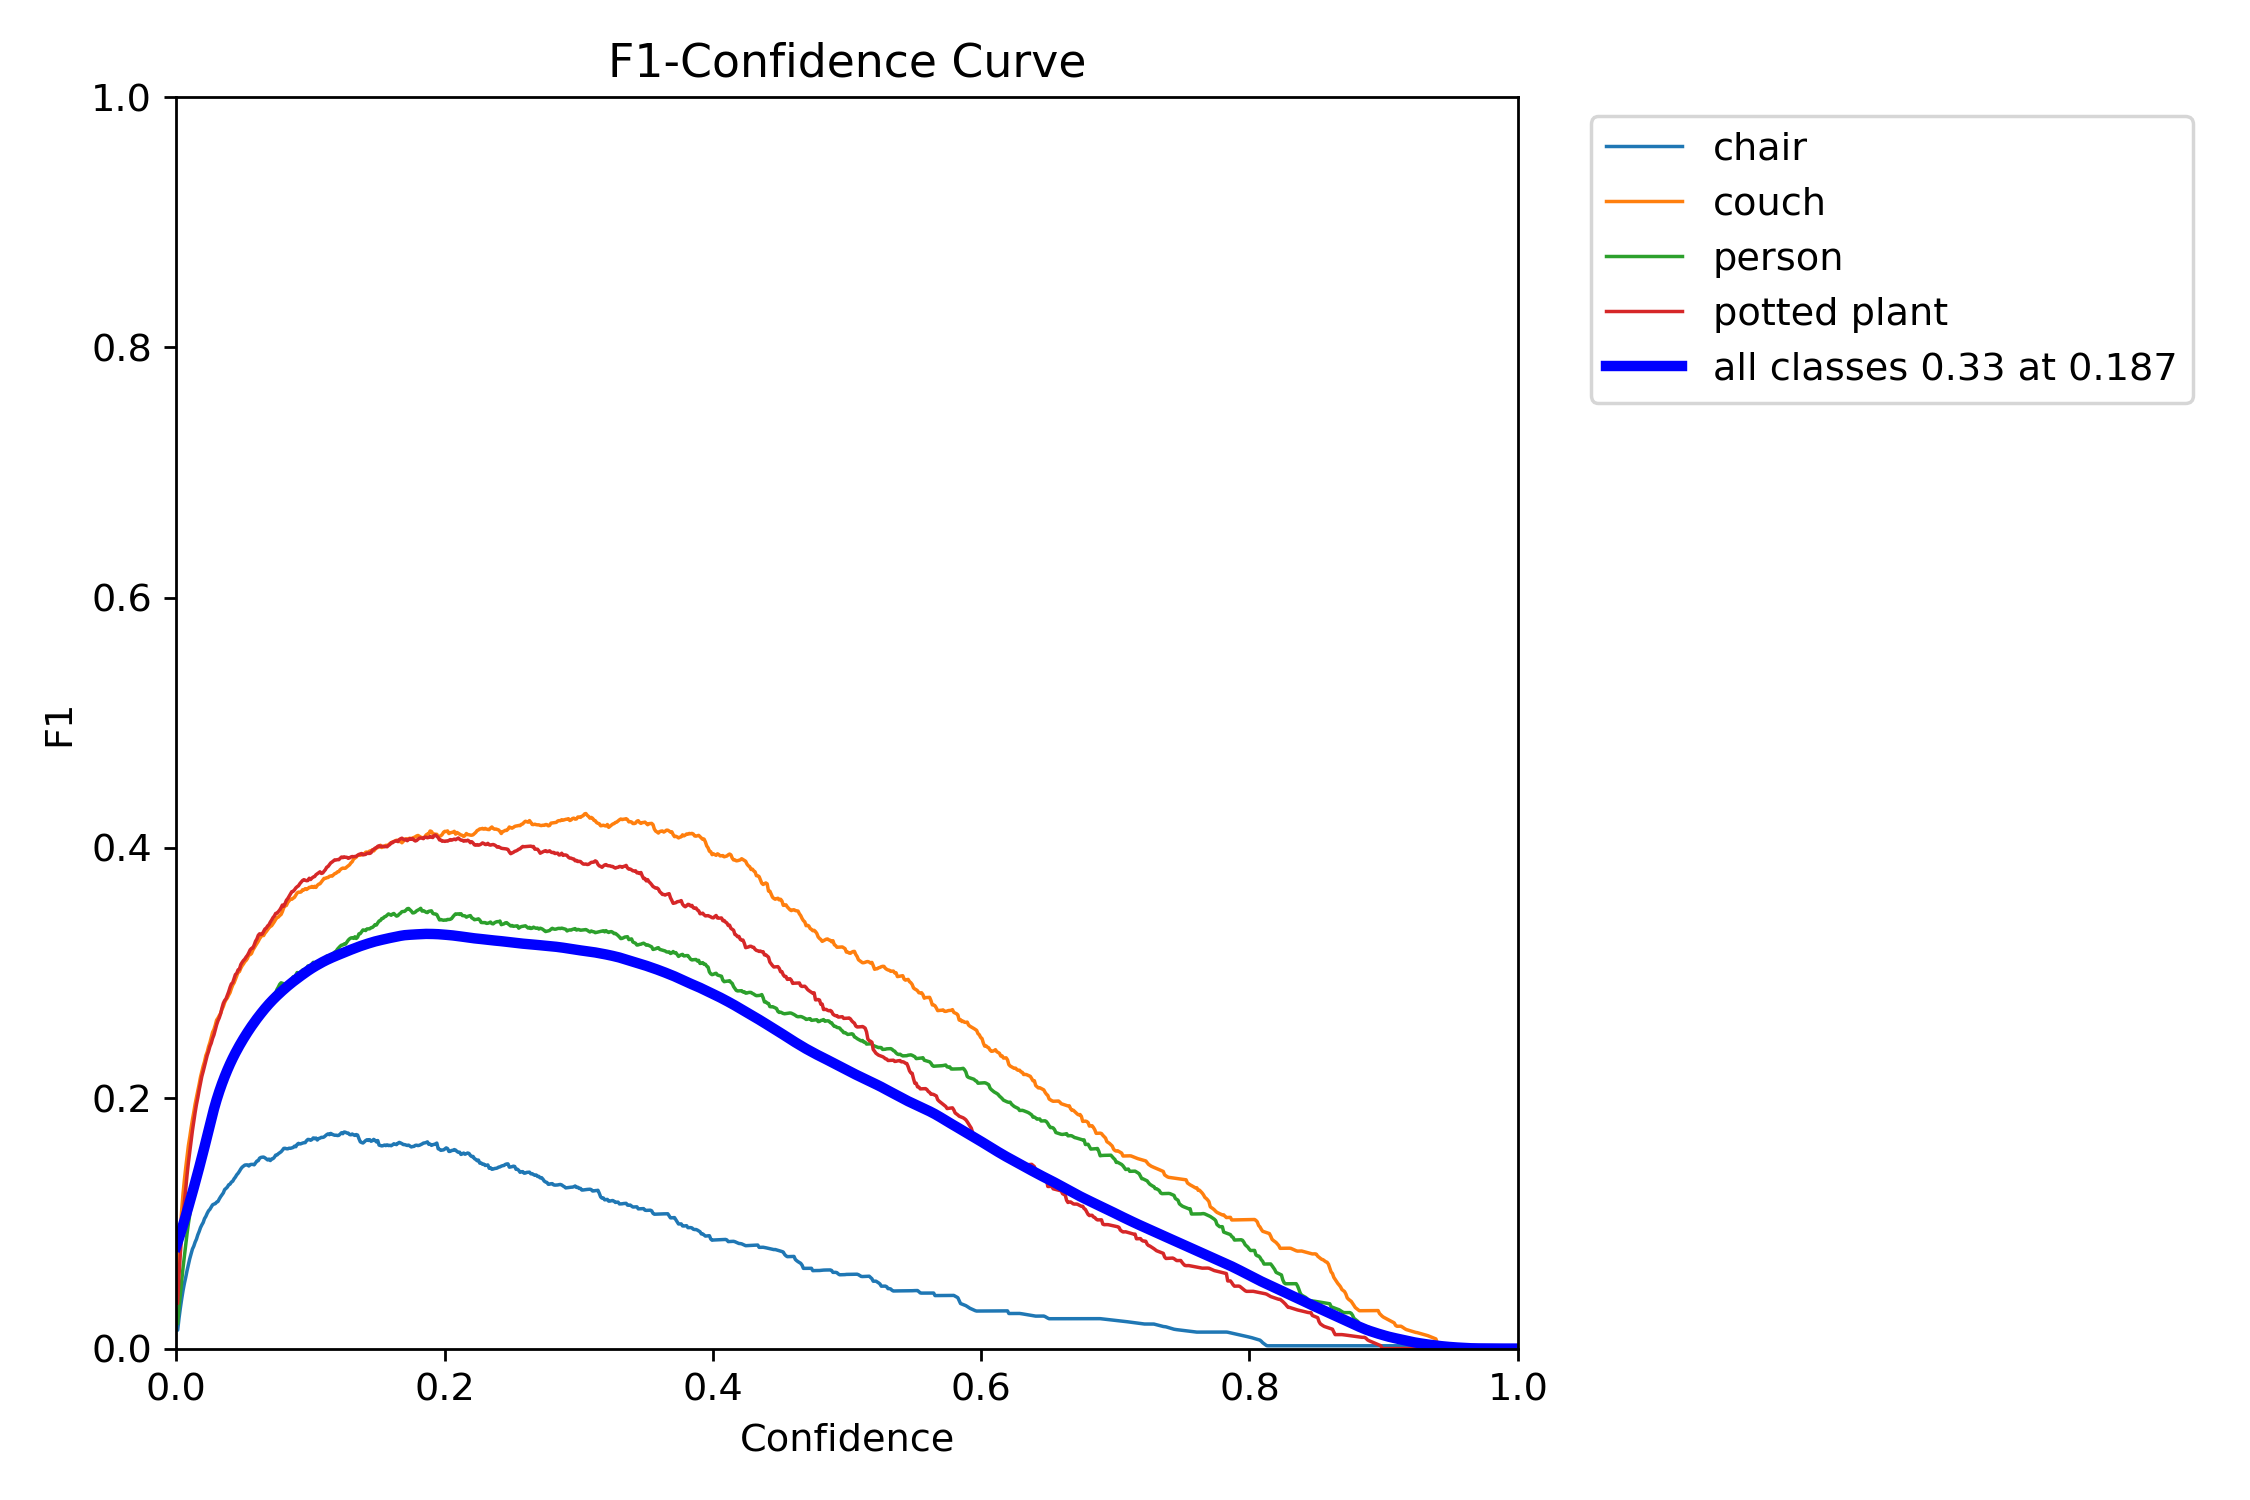 F1-Confidence Curve
1.0
0.8
0.6
0.4
0.2
0.0
F1
0.0 0.2 0.4 0.6 0.8 1.0
Confidence
chair
couch
person
potted plant
all classes 0.33 at 0.187